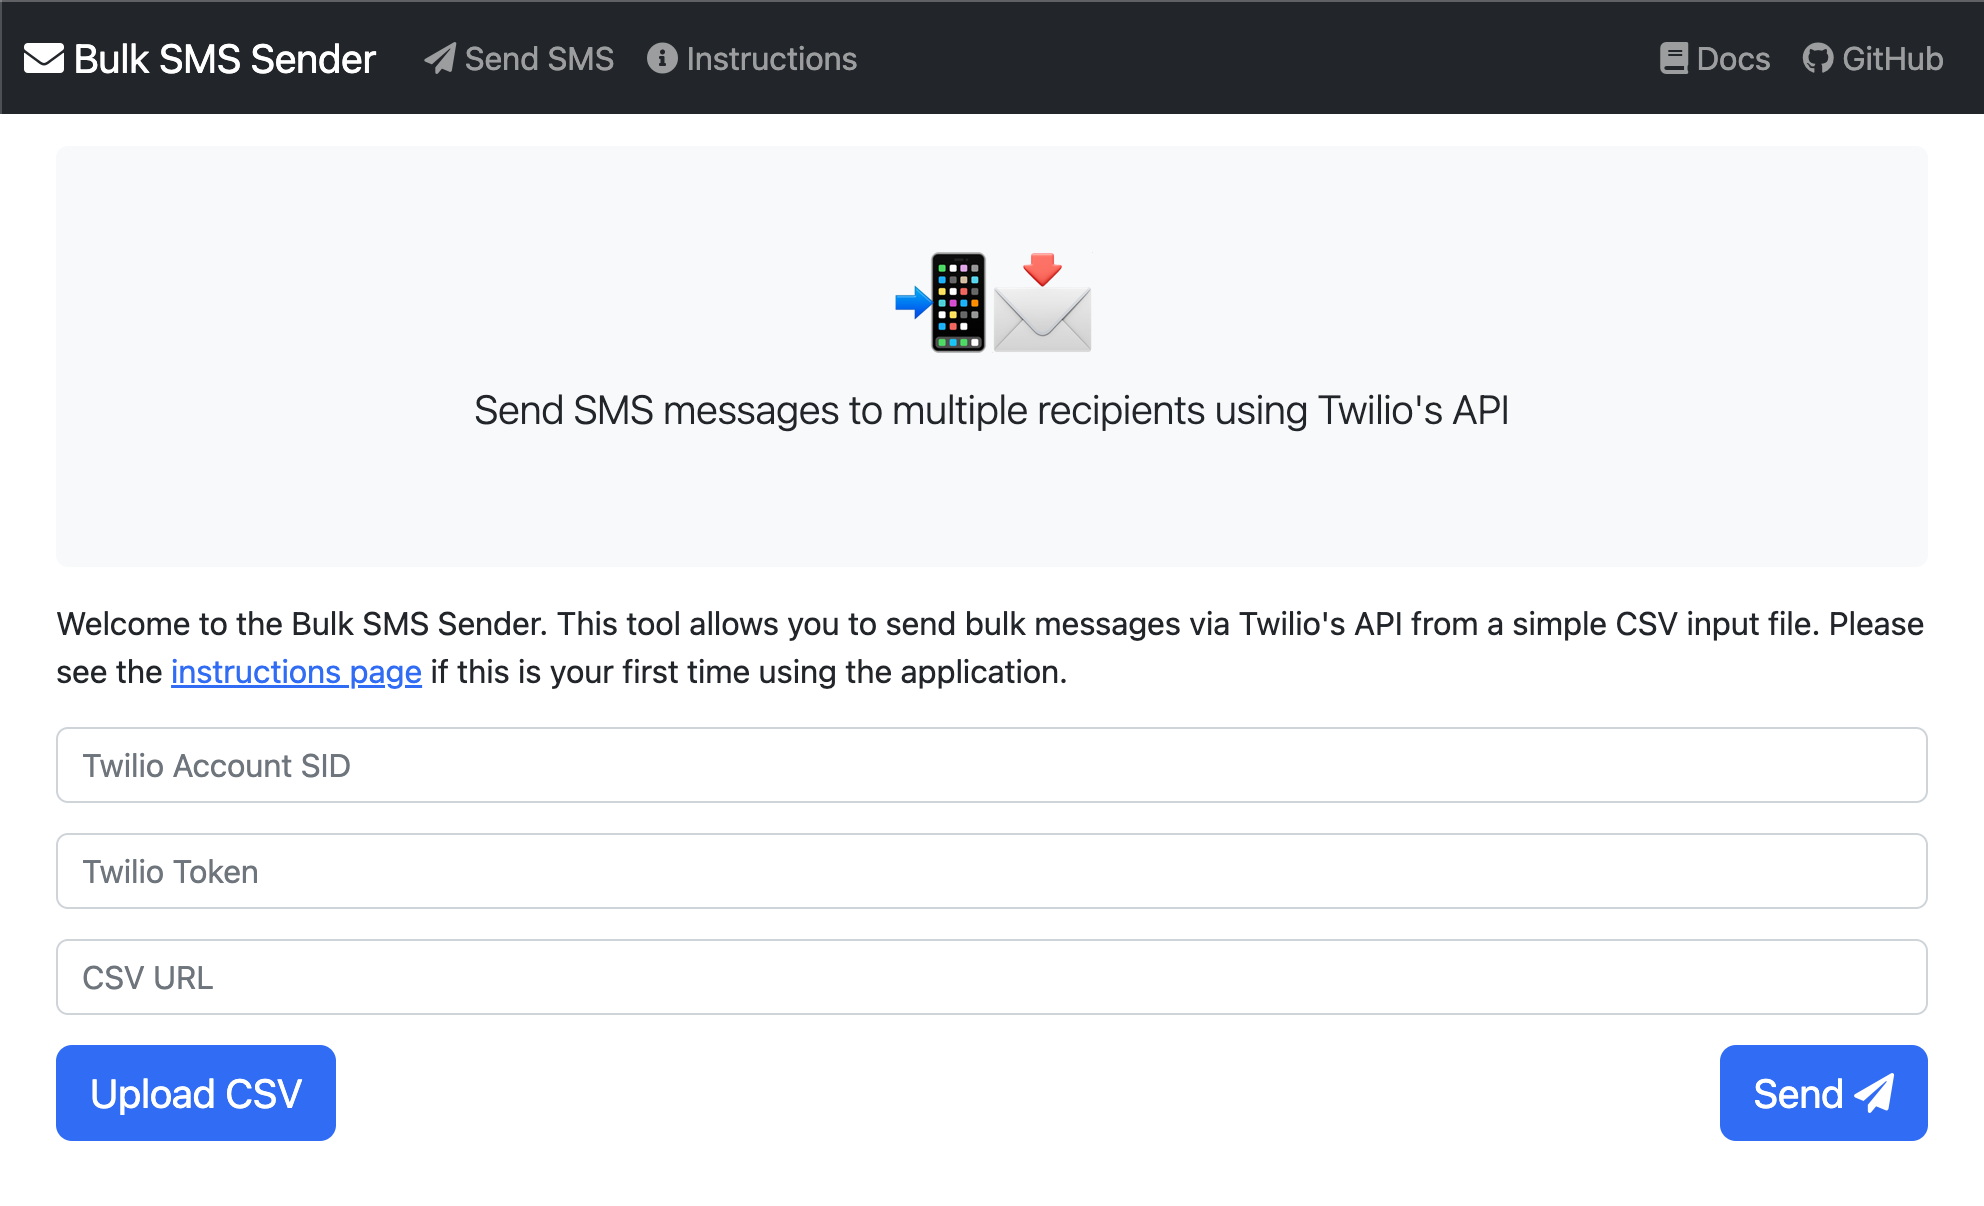 Bulk SMS Sender Send SMS Instructions Docs GitHub
Send SMS messages to multiple recipients using Twilio's API
Welcome to the Bulk SMS Sender. This tool allows you to send bulk messages via Twilio's API from a simple CSV input file. Please
see the instructions page if this is your first time using the application.
Twilio Account SID
Twilio Token
CSV URL
Upload CSV Send